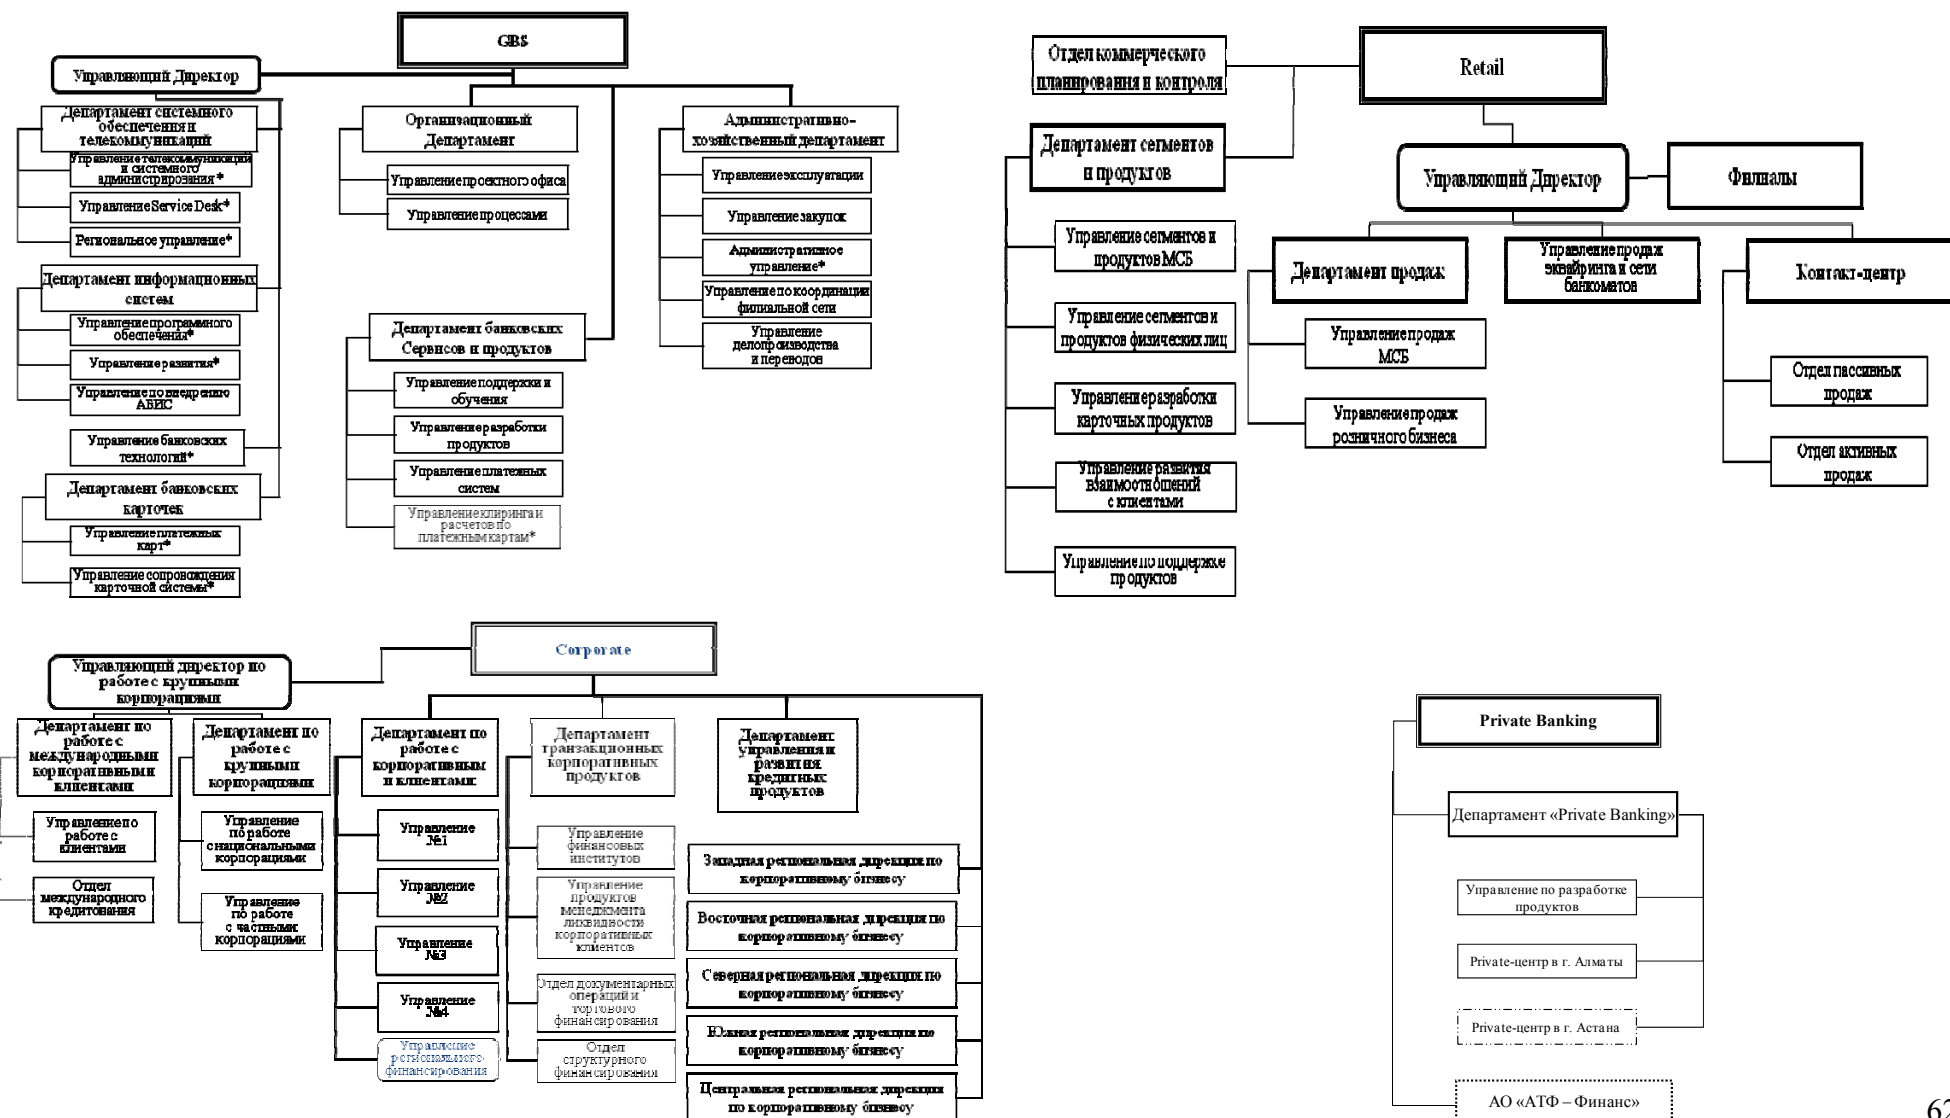 GBS
Управляющий Директор
Департамент системного
обеспечения и
телекоммуникаций
Управление телекоммуникаций
и системного
администрирования *
Управление Service Desk*
Региональное управление*
Департамент информационных
систем
Управление программного
обеспечения*
Управление развития*
Управление по внедрению
АБИС
Управление банковских
технологий*
Департамент банковских
карточек
Управление платежных
карт*
Управление сопровождения
карточной системы*
Организационный
Департамент
Управление проектного офиса
Управление процессами
Департамент банковских
Сервисов и продуктов
Управление поддержки и
обучения
Управление разработки
продуктов
Управление платежных
систем
Управление клиринга и
расчетов по
платежным картам*
Административно-
хозяйственный департамент
Управление эксплуатации
Управление закупок
Административное
управление*
Управление по координации
филиальной сети
Управление
делопроизводства
и переводов
Retail
Отдел коммерческого
планирования и контроля
Департамент сегментов
и продуктов
Управление сегментов и
продуктов МСБ
Управление сегментов и
продуктов физических лиц
Управление разработки
карточных продуктов
Управление развития
взаимоотношений
с клиентами
Управление по поддержке
продуктов
Управляющий Директор
Филиалы
Департамент продаж
Управление продаж
МСБ
Управление продаж
розничного бизнеса
Управление продаж
эквайринга и сети
банкоматов
Контакт-центр
Отдел пассивных
продаж
Отдел активных
продаж
Corporate
Управляющий директор по
работе с крупными
корпорациями
Департамент по
работе с
международными
корпоративными
клиентами
Управление по
работе с
клиентами
Отдел
международного
кредитования
Департамент по
работе с
крупными
корпорациями
Управление
по работе
с национальными
корпорациями
Управление
по работе
с частными
корпорациями
Департамент по
работе с
корпоративным
и клиентами
Управление
№1
Управление
№2
Управление
№3
Управление
№4
Управление
регионального
финансирования
Департамент
транзакционных
корпоративных
продуктов
Управление
финансовых
институтов
Управление
продуктов
менеджмента
ликвидности
корпоративных
клиентов
Отдел документарных
операций и
торгового
финансирования
Отдел
структурного
финансирования
Департамент
управления и
развития
кредитных
продуктов
Западная региональная дирекция по
корпоративному бизнесу
Восточная региональная дирекция по
корпоративному бизнесу
Северная региональная дирекция по
корпоративному бизнесу
Южная региональная дирекция по
корпоративному бизнесу
Центральная региональная дирекция
по корпоративному бизнесу
Private Banking
Департамент «Private Banking»
Управление по разработке
продуктов
Private-центр в г. Алматы
Private-центр в г. Астана
АО «АТФ – Финанс»
62